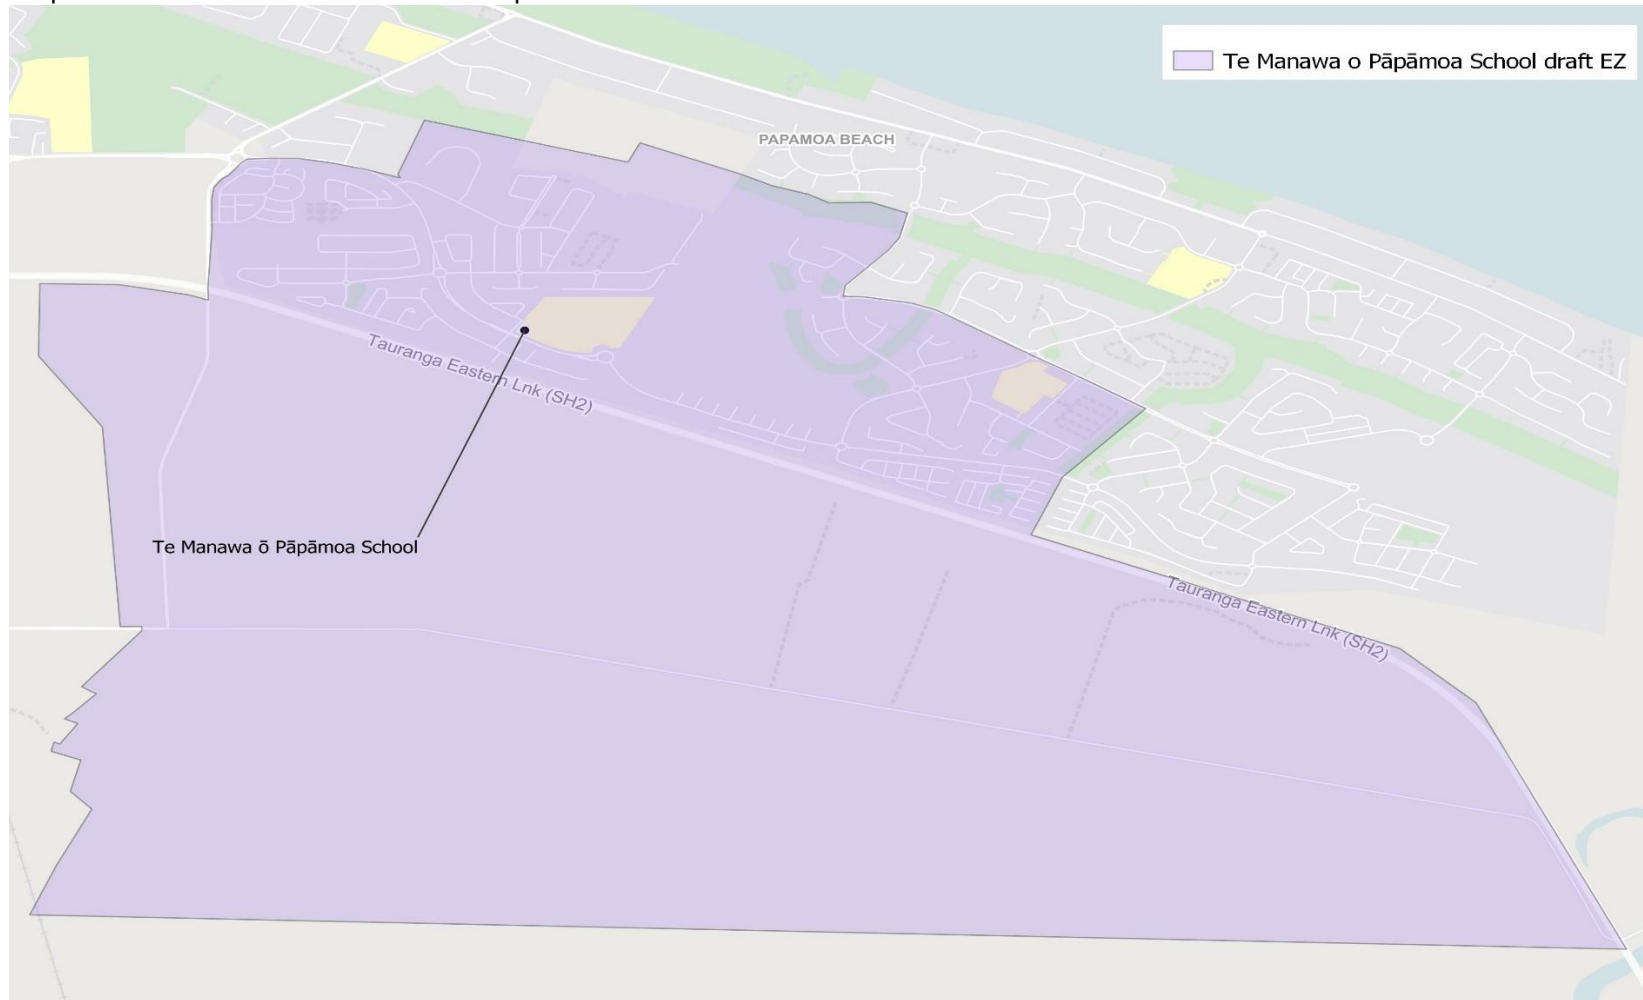 Te Manawa o Pāpāmoa School draft EZ
PAPAMOA BEACH
Tauranga Eastern Lnk (SH2)
Te Manawa ō Pāpāmoa School
Tauranga Eastern Lnk (SH2)